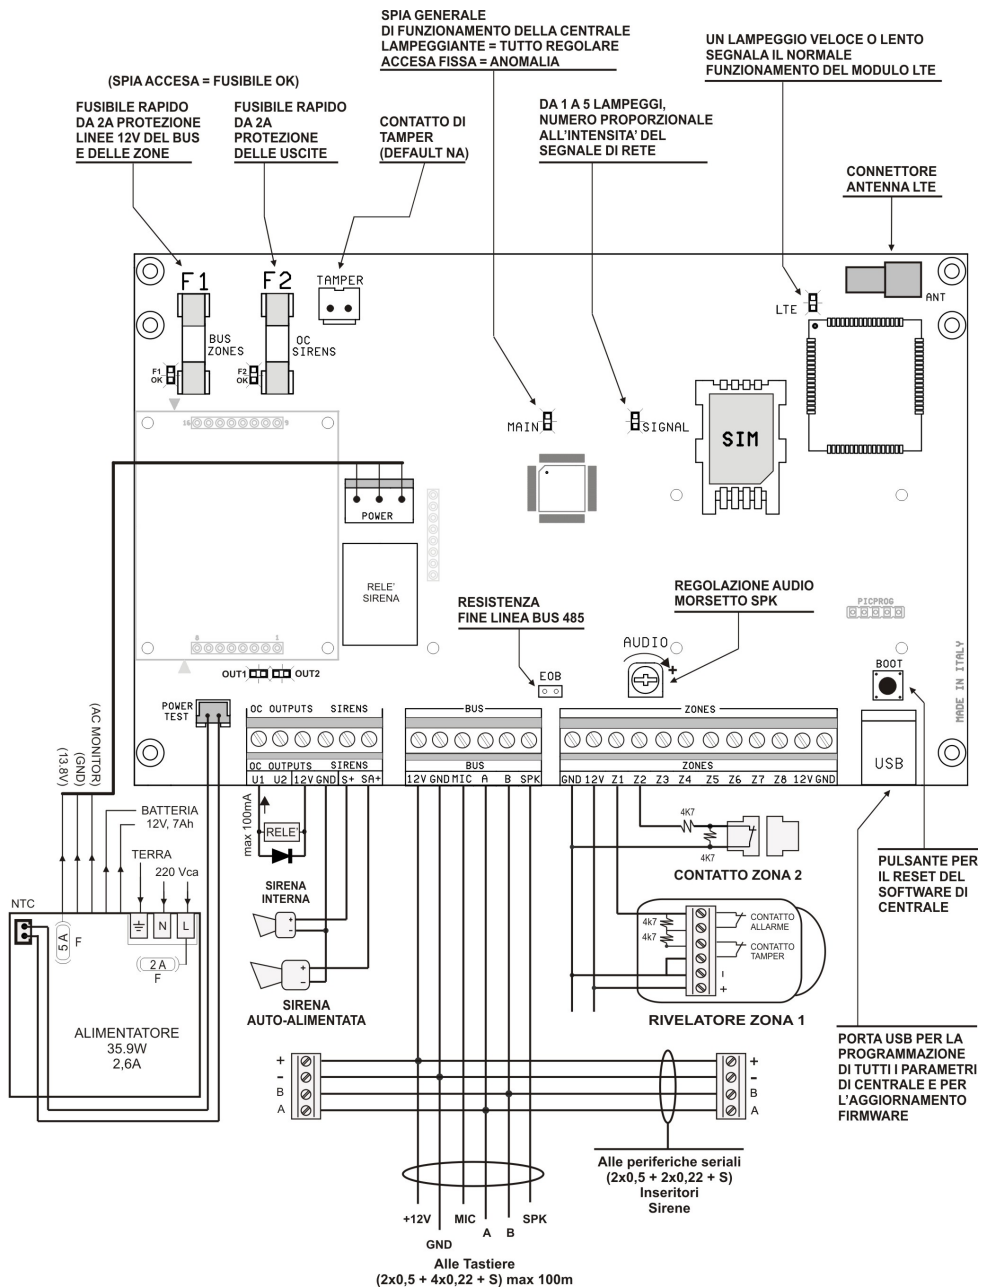 SPIA GENERALE
DI FUNZIONAMENTO DELLA CENTRALE
LAMPEGGIANTE = TUTTO REGOLARE
ACCESA FISSA = ANOMALIA
UN LAMPEGGIO VELOCE O LENTO
SEGNALA IL NORMALE
FUNZIONAMENTO DEL MODULO LTE
(SPIA ACCESA = FUSIBILE OK)
FUSIBILE RAPIDO
DA 2A PROTEZIONE
LINEE 12V DEL BUS
E DELLE ZONE
FUSIBILE RAPIDO
DA 2A
PROTEZIONE
DELLE USCITE
CONTATTO DI
TAMPER
(DEFAULT NA)
DA 1 A 5 LAMPEGGI,
NUMERO PROPORZIONALE
ALL'INTENSITA' DEL
SEGNALE DI RETE
CONNETTORE
ANTENNA LTE
F1
F2
TAMPER
ANT
LTE
BUS
ZONES
OC
SIRENS
F1
OK
F2
OK
16
9
MAIN
SIGNAL
SIM
POWER
RELE'
SIRENA
RESISTENZA
FINE LINEA BUS 485
REGOLAZIONE AUDIO
MORSETTO SPK
PICPROG
8
1
AUDIO
+
OUT1
OUT2
EOB
BOOT
MADE IN ITALY
POWER
TEST
OC OUTPUTS SIRENS
BUS
ZONES
USB
OC OUTPUTS SIRENS
BUS
ZONES
U1 U2 12V GND S+ SA+
12V GND MIC A B SPK
GND 12V Z1 Z2 Z3 Z4 Z5 Z6 Z7 Z8 12V GND
(13,8V)
(GND)
(AC MONITOR)
BATTERIA
12V, 7Ah
TERRA
220 Vca
max 100mA
RELE'
4K7
4K7
CONTATTO ZONA 2
PULSANTE PER
IL RESET DEL
SOFTWARE DI
CENTRALE
SIRENA
INTERNA
+
-
NTC
5 A
F
N
L
2 A
F
4k7
4k7
CONTATTO
ALLARME
CONTATTO
TAMPER
-
+
+
-
SIRENA
AUTO-ALIMENTATA
RIVELATORE ZONA 1
ALIMENTATORE
35.9W
2,6A
PORTA USB PER LA
PROGRAMMAZIONE
DI TUTTI I PARAMETRI
DI CENTRALE E PER
L'AGGIORNAMENTO
FIRMWARE
+
-
B
A
+
-
B
A
Alle periferiche seriali
(2x0,5 + 2x0,22 + S)
Inseritori
Sirene
+12V
GND
MIC
A
B
SPK
Alle Tastiere
(2x0,5 + 4x0,22 + S) max 100m